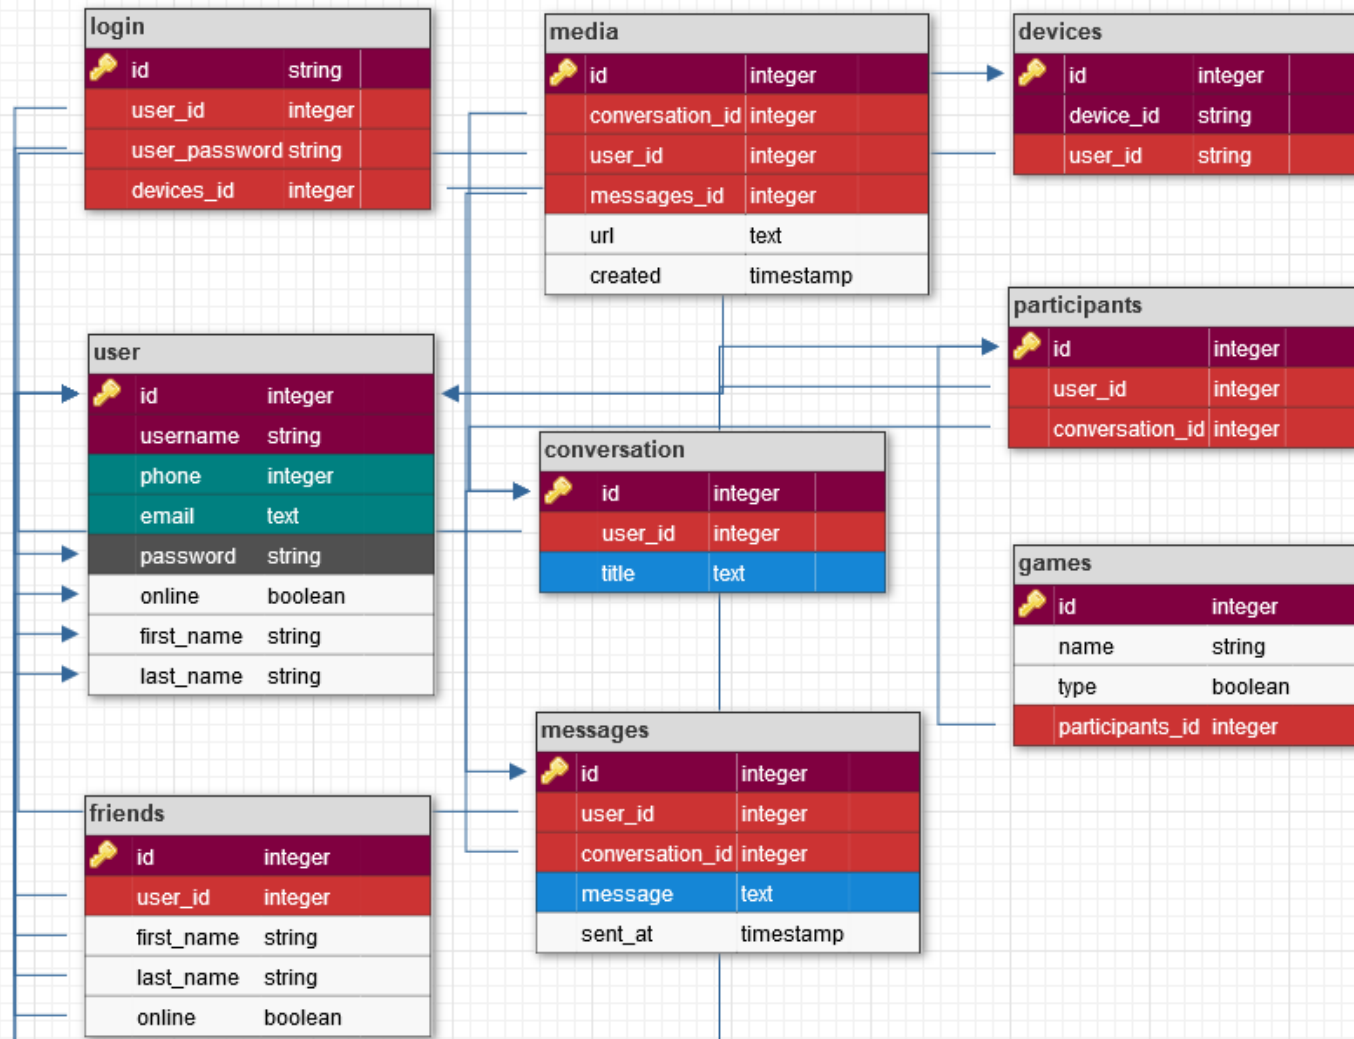 login
id string
user_id integer
user_password string
devices_id integer
media
id integer
conversation_id integer
user_id integer
messages_id integer
url text
created timestamp
devices
id integer
device_id string
user_id string
participants
id integer
user_id integer
conversation_id integer
user
id integer
username string
phone integer
email text
password string
online boolean
first_name string
last_name string
conversation
id integer
user_id integer
title text
games
id integer
name string
type boolean
participants_id integer
messages
id integer
user_id integer
conversation_id integer
message text
sent_at timestamp
friends
id integer
user_id integer
first_name string
last_name string
online boolean